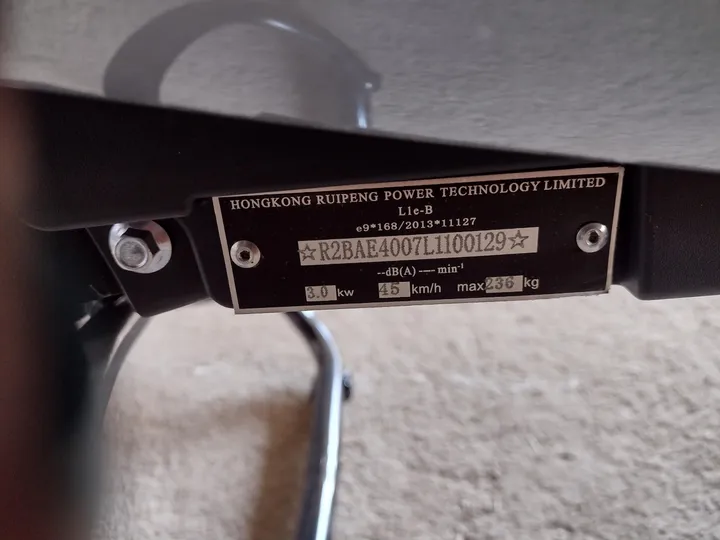 HONGKONG RUIPENG POWER TECHNOLOGY LIMITED
L1e-B
e9*168/2013*11127
☆R2BAE4007L1100129☆
--dB(A) — min⁻¹
3.0 kw 45 km/h max 236 kg